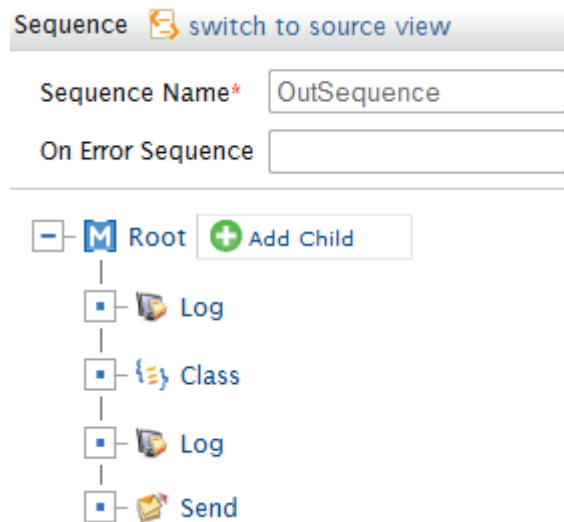 Sequence switch to source view
Sequence Name* OutSequence
On Error Sequence
Root Add Child
Log
Class
Log
Send